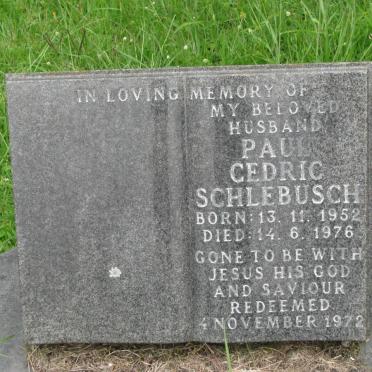 IN LOVING MEMORY OF
MY BELOVED
HUSBAND
PAUL
CEDRIC
SCHLEBUSCH
BORN: 13. 11. 1952
DIED: 14. 6. 1976
GONE TO BE WITH
JESUS HIS GOD
AND SAVIOUR
REDEEMED
4 NOVEMBER 1972